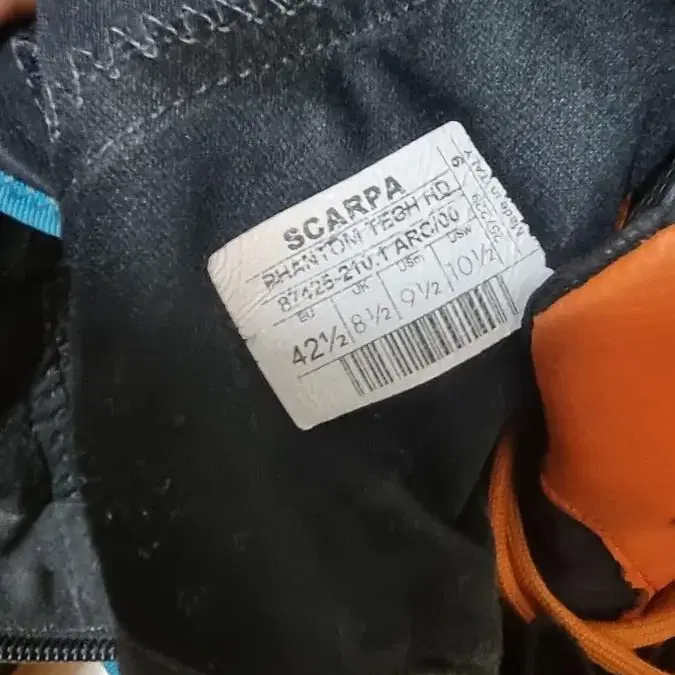 SCARPA
PHANTOM TECH HD
87425-210.1 ARC/00
EU UK USm USw
42½ 8½ 9½ 10½
Made in ITALY